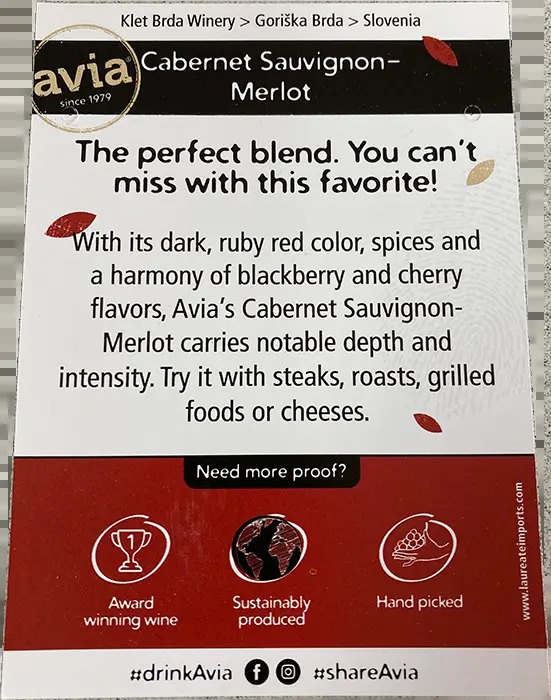 Klet Brda Winery > Goriška Brda > Slovenia
avia®
since 1979
Cabernet Sauvignon–
Merlot
The perfect blend. You can't
miss with this favorite!
With its dark, ruby red color, spices and
a harmony of blackberry and cherry
flavors, Avia's Cabernet Sauvignon-
Merlot carries notable depth and
intensity. Try it with steaks, roasts, grilled
foods or cheeses.
Need more proof?
1
Award
winning wine
Sustainably
produced
Hand picked
www.laureateimports.com
#drinkAvia
#shareAvia